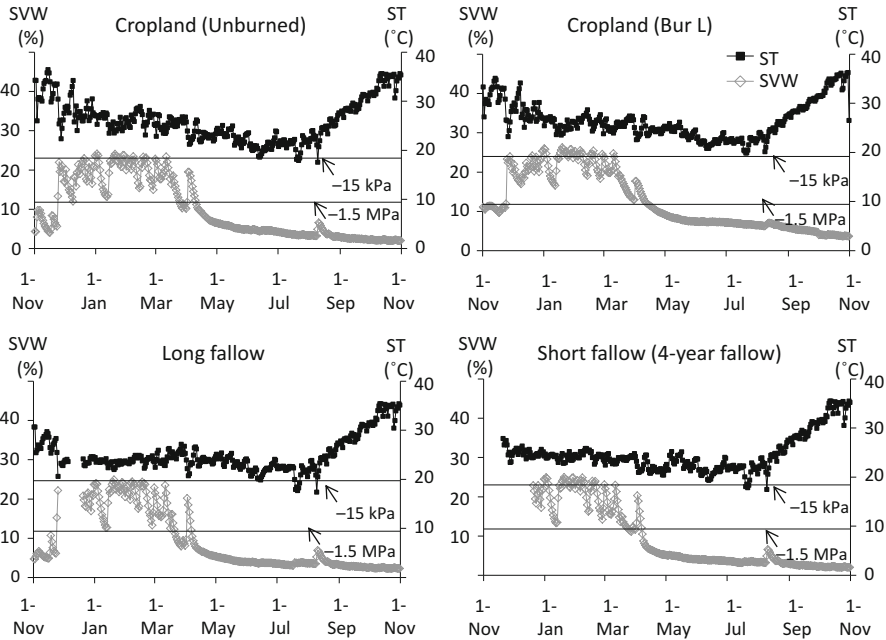 SVW
(%)
Cropland (Unburned)
ST
(˚C)
40
30
20
10
0
40
30
20
10
0
−15 kPa
−1.5 MPa
1-
Nov
1-
Jan
1-
Mar
1-
May
1-
Jul
1-
Sep
1-
Nov
SVW
(%)
Cropland (Bur L)
ST
(˚C)
ST
SVW
40
30
20
10
0
40
30
20
10
0
−15 kPa
−1.5 MPa
1-
Nov
1-
Jan
1-
Mar
1-
May
1-
Jul
1-
Sep
1-
Nov
SVW
(%)
Long fallow
ST
(˚C)
40
30
20
10
0
40
30
20
10
0
−15 kPa
−1.5 MPa
1-
Nov
1-
Jan
1-
Mar
1-
May
1-
Jul
1-
Sep
1-
Nov
SVW
(%)
Short fallow (4-year fallow)
ST
(˚C)
40
30
20
10
40
30
20
10
0
−15 kPa
−1.5 MPa
1-
Nov
1-
Jan
1-
Mar
1-
May
1-
Jul
1-
Sep
1-
Nov